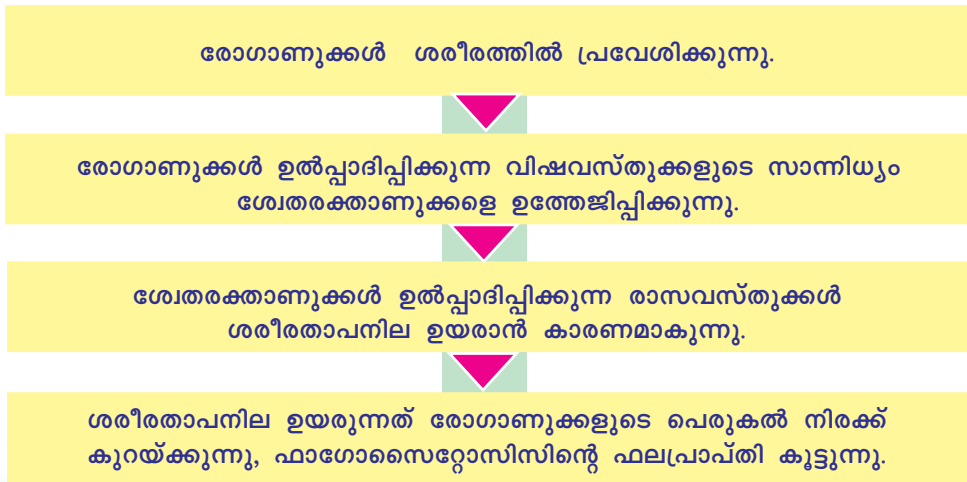 രോഗാണുക്കൾ ശരീരത്തിൽ പ്രവേശിക്കുന്നു.
രോഗാണുക്കൾ ഉൽപ്പാദിപ്പിക്കുന്ന വിഷവസ്തുക്കളുടെ സാന്നിധ്യം
ശ്വേതരക്താണുക്കളെ ഉത്തേജിപ്പിക്കുന്നു.
ശ്വേതരക്താണുക്കൾ ഉൽപ്പാദിപ്പിക്കുന്ന രാസവസ്തുക്കൾ
ശരീരതാപനില ഉയരാൻ കാരണമാകുന്നു.
ശരീരതാപനില ഉയരുന്നത് രോഗാണുക്കളുടെ പെരുകൽ നിരക്ക്
കുറയ്ക്കുന്നു, ഫാഗോസൈറ്റോസിസിന്റെ ഫലപ്രാപ്തി കൂട്ടുന്നു.